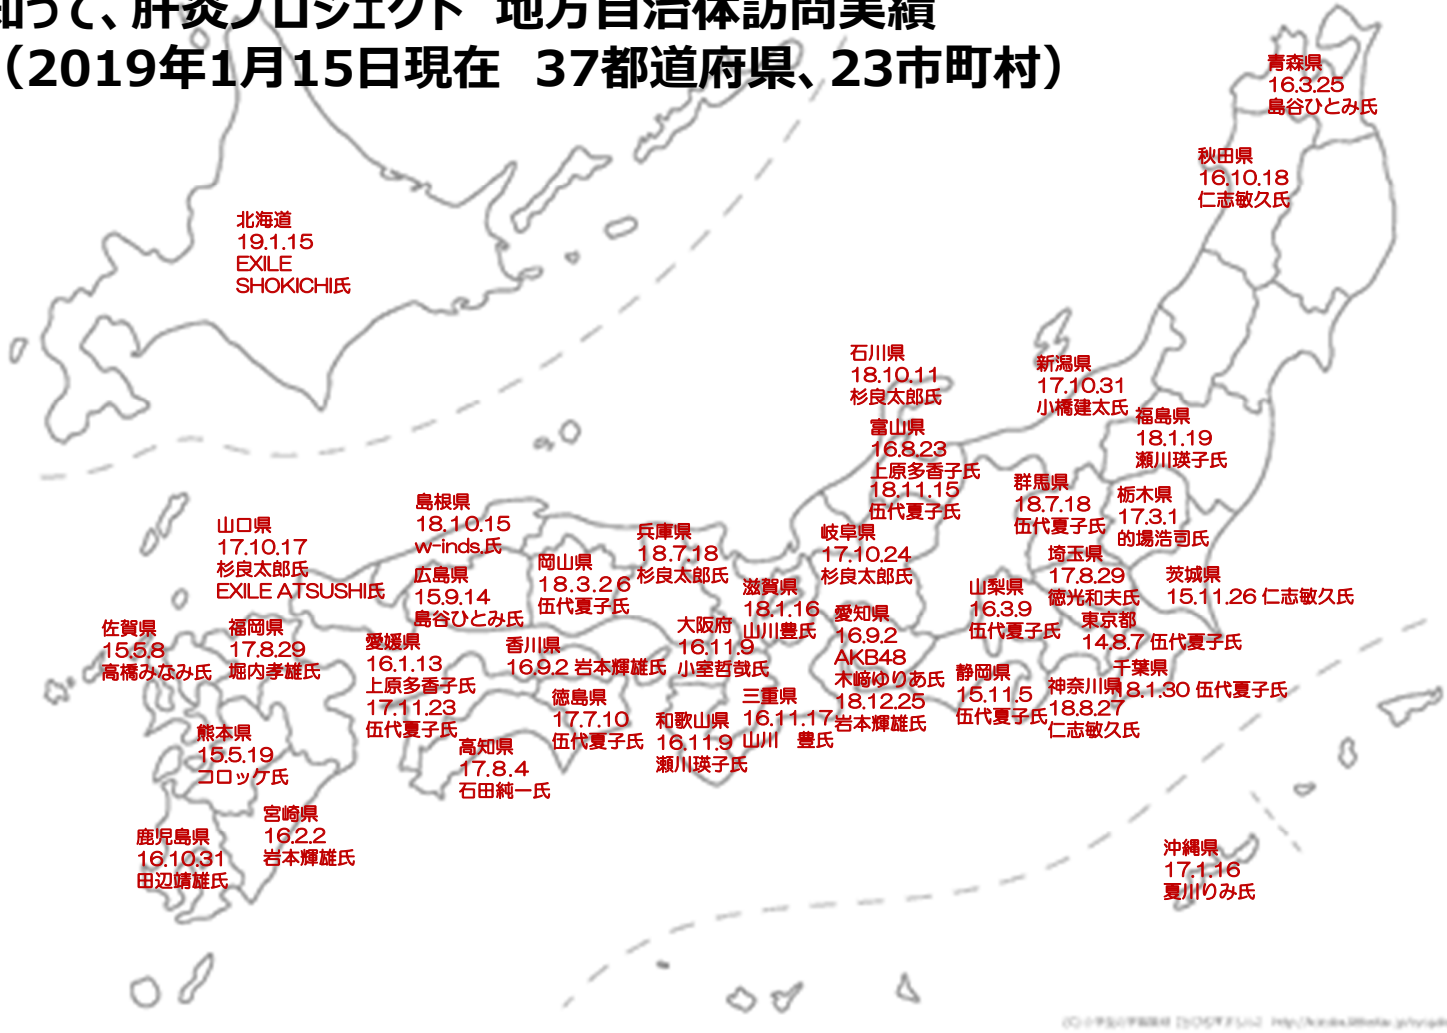 知って、肝炎プロジェクト 地方自治体訪問実績
（2019年1月15日現在 37都道府県、23市町村）
青森県
16.3.25
島谷ひとみ氏
秋田県
16.10.18
仁志敏久氏
北海道
19.1.15
EXILE
SHOKICHI氏
石川県
18.10.11
杉良太郎氏
新潟県
17.10.31
小橋建太氏
福島県
18.1.19
瀬川瑛子氏
富山県
16.8.23
上原多香子氏
18.11.15
伍代夏子氏
群馬県
18.7.18
伍代夏子氏
栃木県
17.3.1
的場浩司氏
島根県
18.10.15
w-inds.氏
山口県
17.10.17
杉良太郎氏
EXILE ATSUSHI氏
兵庫県
18.7.18
杉良太郎氏
岐阜県
17.10.24
杉良太郎氏
埼玉県
17.8.29
徳光和夫氏
岡山県
18.3.26
伍代夏子氏
広島県
15.9.14
島谷ひとみ氏
茨城県
15.11.26 仁志敏久氏
滋賀県
18.1.16
山川豊氏
山梨県
16.3.9
伍代夏子氏
愛知県
16.9.2
AKB48
木﨑ゆりあ氏
18.12.25
岩本輝雄氏
東京都
14.8.7 伍代夏子氏
佐賀県
15.5.8
高橋みなみ氏
福岡県
17.8.29
堀内孝雄氏
大阪府
16.11.9
小室哲哉氏
愛媛県
16.1.13
上原多香子氏
17.11.23
伍代夏子氏
香川県
16.9.2 岩本輝雄氏
千葉県
18.1.30 伍代夏子氏
静岡県
15.11.5
伍代夏子氏
神奈川県
18.8.27
仁志敏久氏
徳島県
17.7.10
伍代夏子氏
三重県
16.11.17
山川 豊氏
和歌山県
16.11.9
瀬川瑛子氏
熊本県
15.5.19
コロッケ氏
高知県
17.8.4
石田純一氏
宮崎県
16.2.2
岩本輝雄氏
鹿児島県
16.10.31
田辺靖雄氏
沖縄県
17.1.16
夏川りみ氏